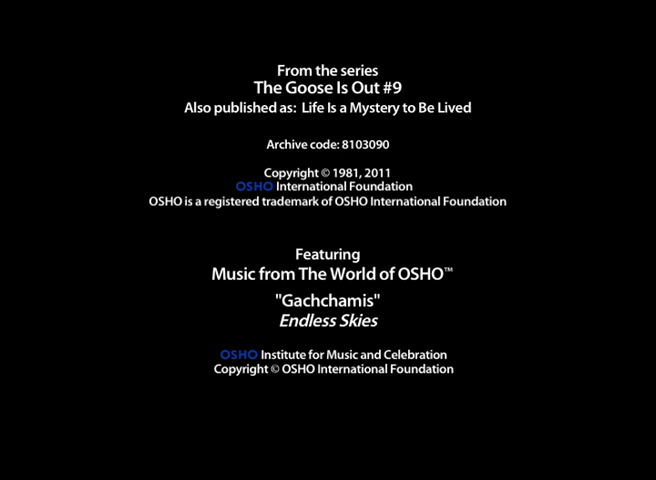 From the series
The Goose Is Out #9
Also published as: Life Is a Mystery to Be Lived
Archive code: 8103090
Copyright © 1981, 2011
OSHO International Foundation
OSHO is a registered trademark of OSHO International Foundation
Featuring
Music from The World of OSHO™
"Gachchamis"
Endless Skies
OSHO Institute for Music and Celebration
Copyright © OSHO International Foundation